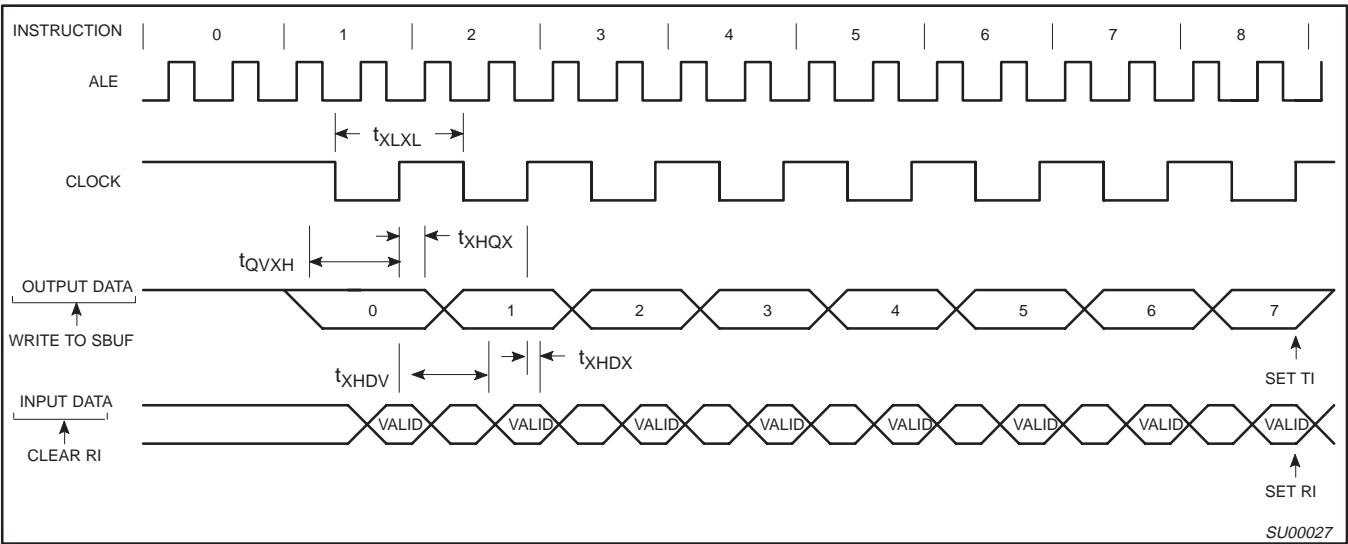 INSTRUCTION 0 1 2 3 4 5 6 7 8
ALE
tXLXL
CLOCK
tXHQX
tQVXH
OUTPUT DATA
0 1 2 3 4 5 6 7
WRITE TO SBUF
tXHDX
tXHDV
SET TI
INPUT DATA
VALID VALID VALID VALID VALID VALID VALID VALID
CLEAR RI
SET RI
SU00027